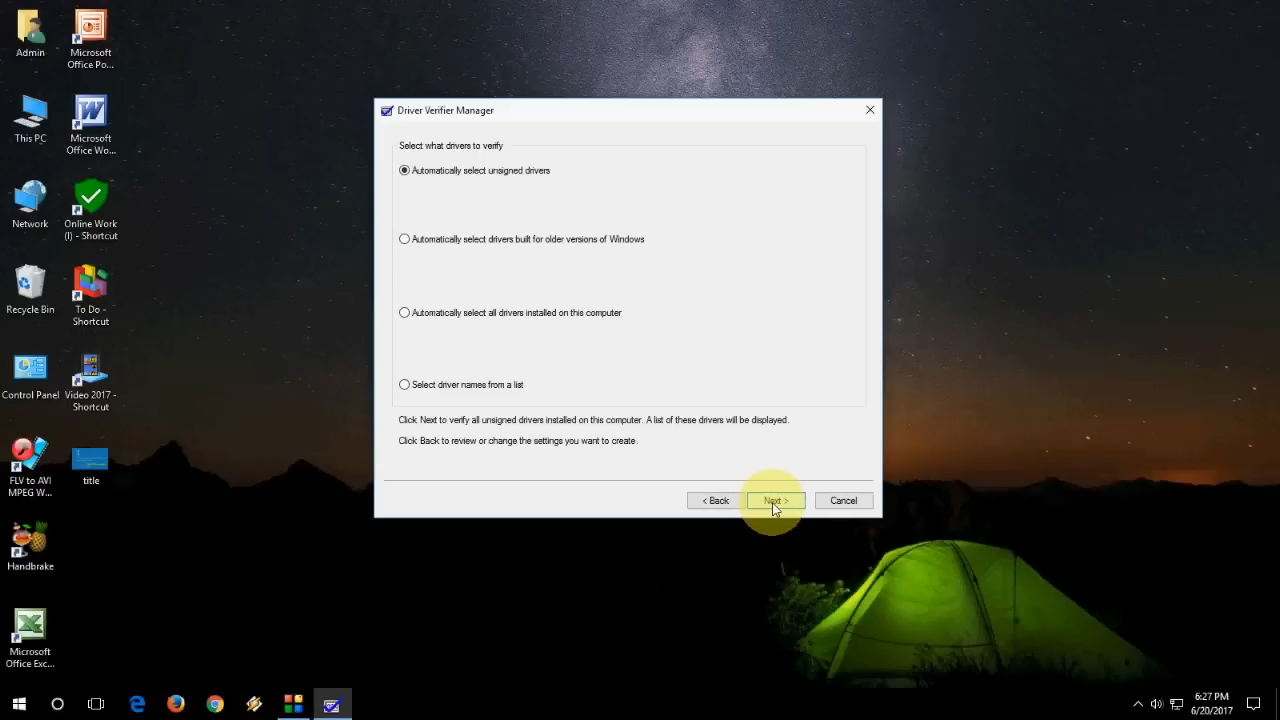 Admin
Microsoft
Office Po...
This PC
Microsoft
Office Wo...
Network
Online Work
(I) - Shortcut
Recycle Bin
To Do -
Shortcut
Control Panel
Video 2017 -
Shortcut
FLV to AVI
MPEG W...
title
Handbrake
Microsoft
Office Exc...
Driver Verifier Manager
Select what drivers to verify
Automatically select unsigned drivers
Automatically select drivers built for older versions of Windows
Automatically select all drivers installed on this computer
Select driver names from a list
Click Next to verify all unsigned drivers installed on this computer. A list of these drivers will be displayed.
Click Back to review or change the settings you want to create.
< Back
Next >
Cancel
6:27 PM
6/20/2017